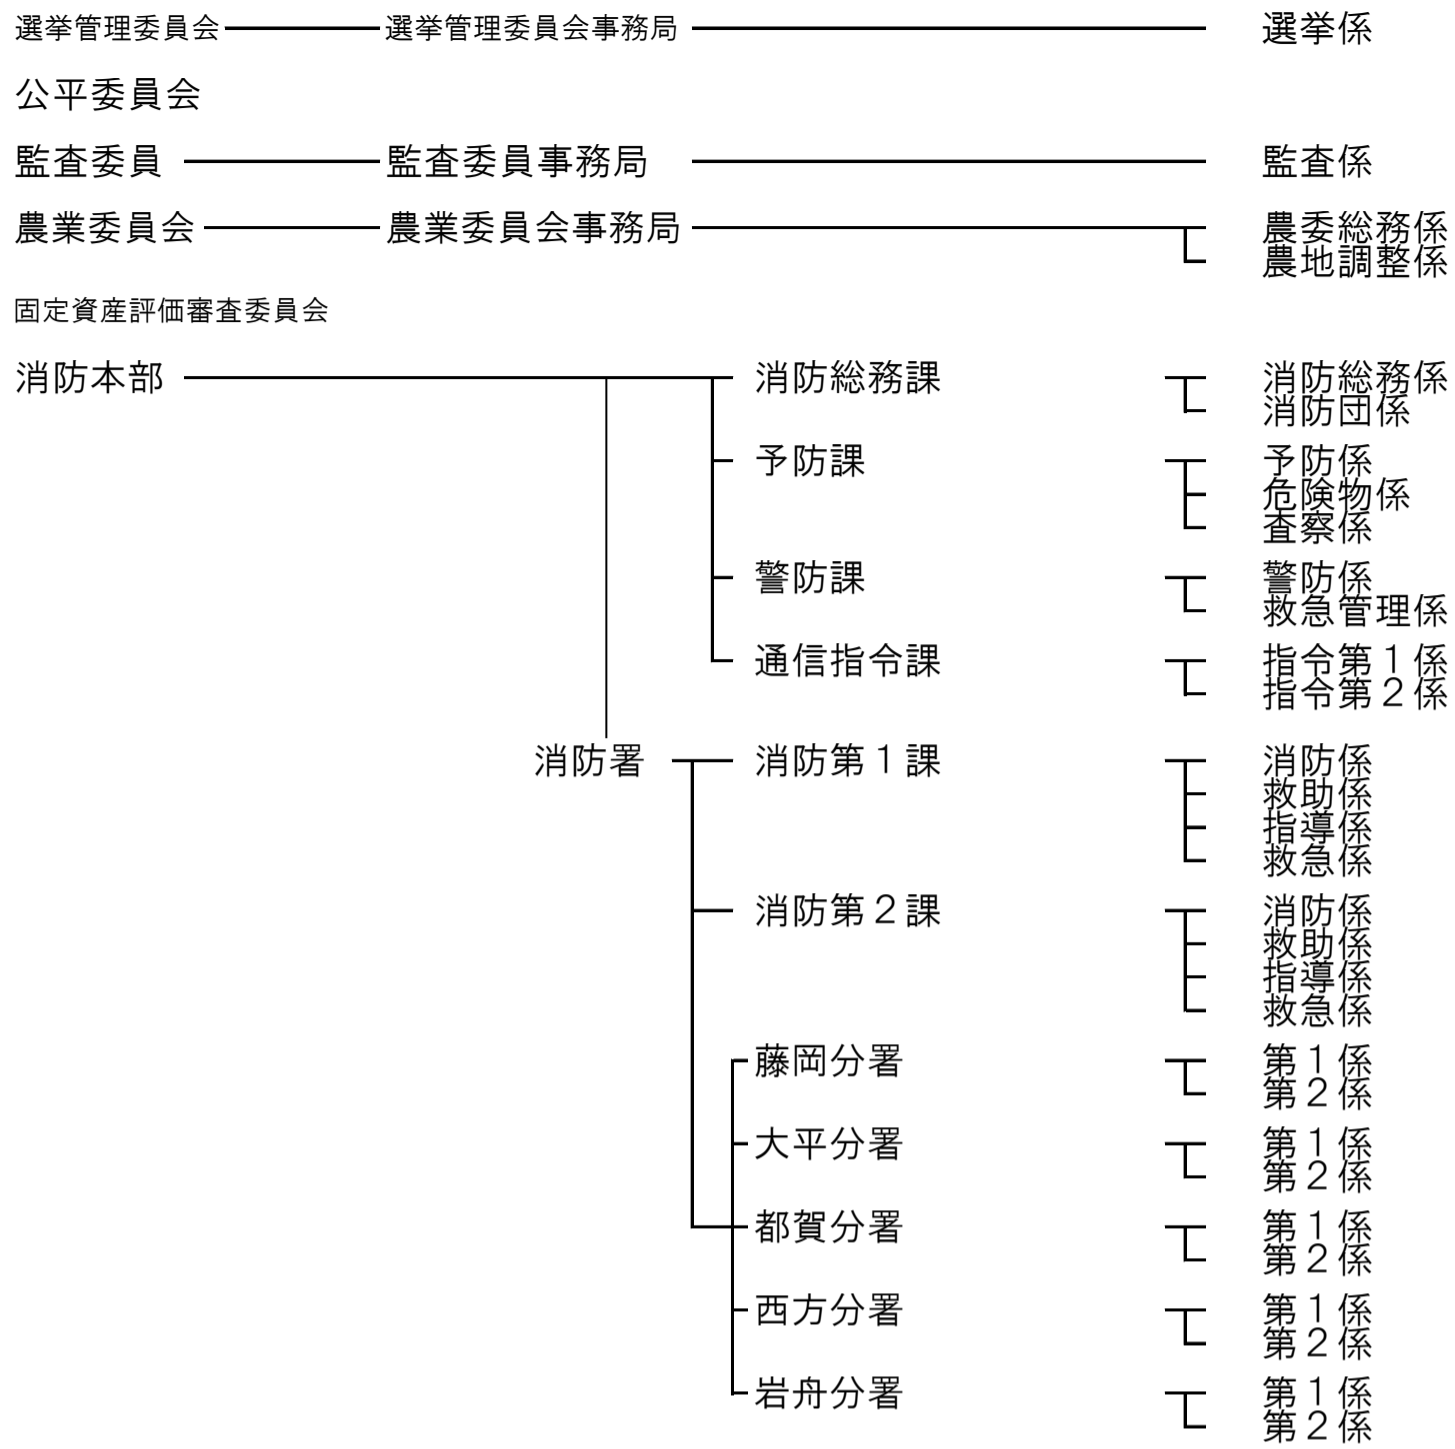 選挙管理委員会 選挙管理委員会事務局 選挙係
公平委員会
監査委員 監査委員事務局 監査係
農業委員会 農業委員会事務局 農委総務係
農地調整係
固定資産評価審査委員会
消防本部 消防総務課 消防総務係
消防団係
予防課 予防係
危険物係
査察係
警防課 警防係
救急管理係
通信指令課 指令第１係
指令第２係
消防署 消防第１課 消防係
救助係
指導係
救急係
消防第２課 消防係
救助係
指導係
救急係
藤岡分署 第１係
第２係
大平分署 第１係
第２係
都賀分署 第１係
第２係
西方分署 第１係
第２係
岩舟分署 第１係
第２係